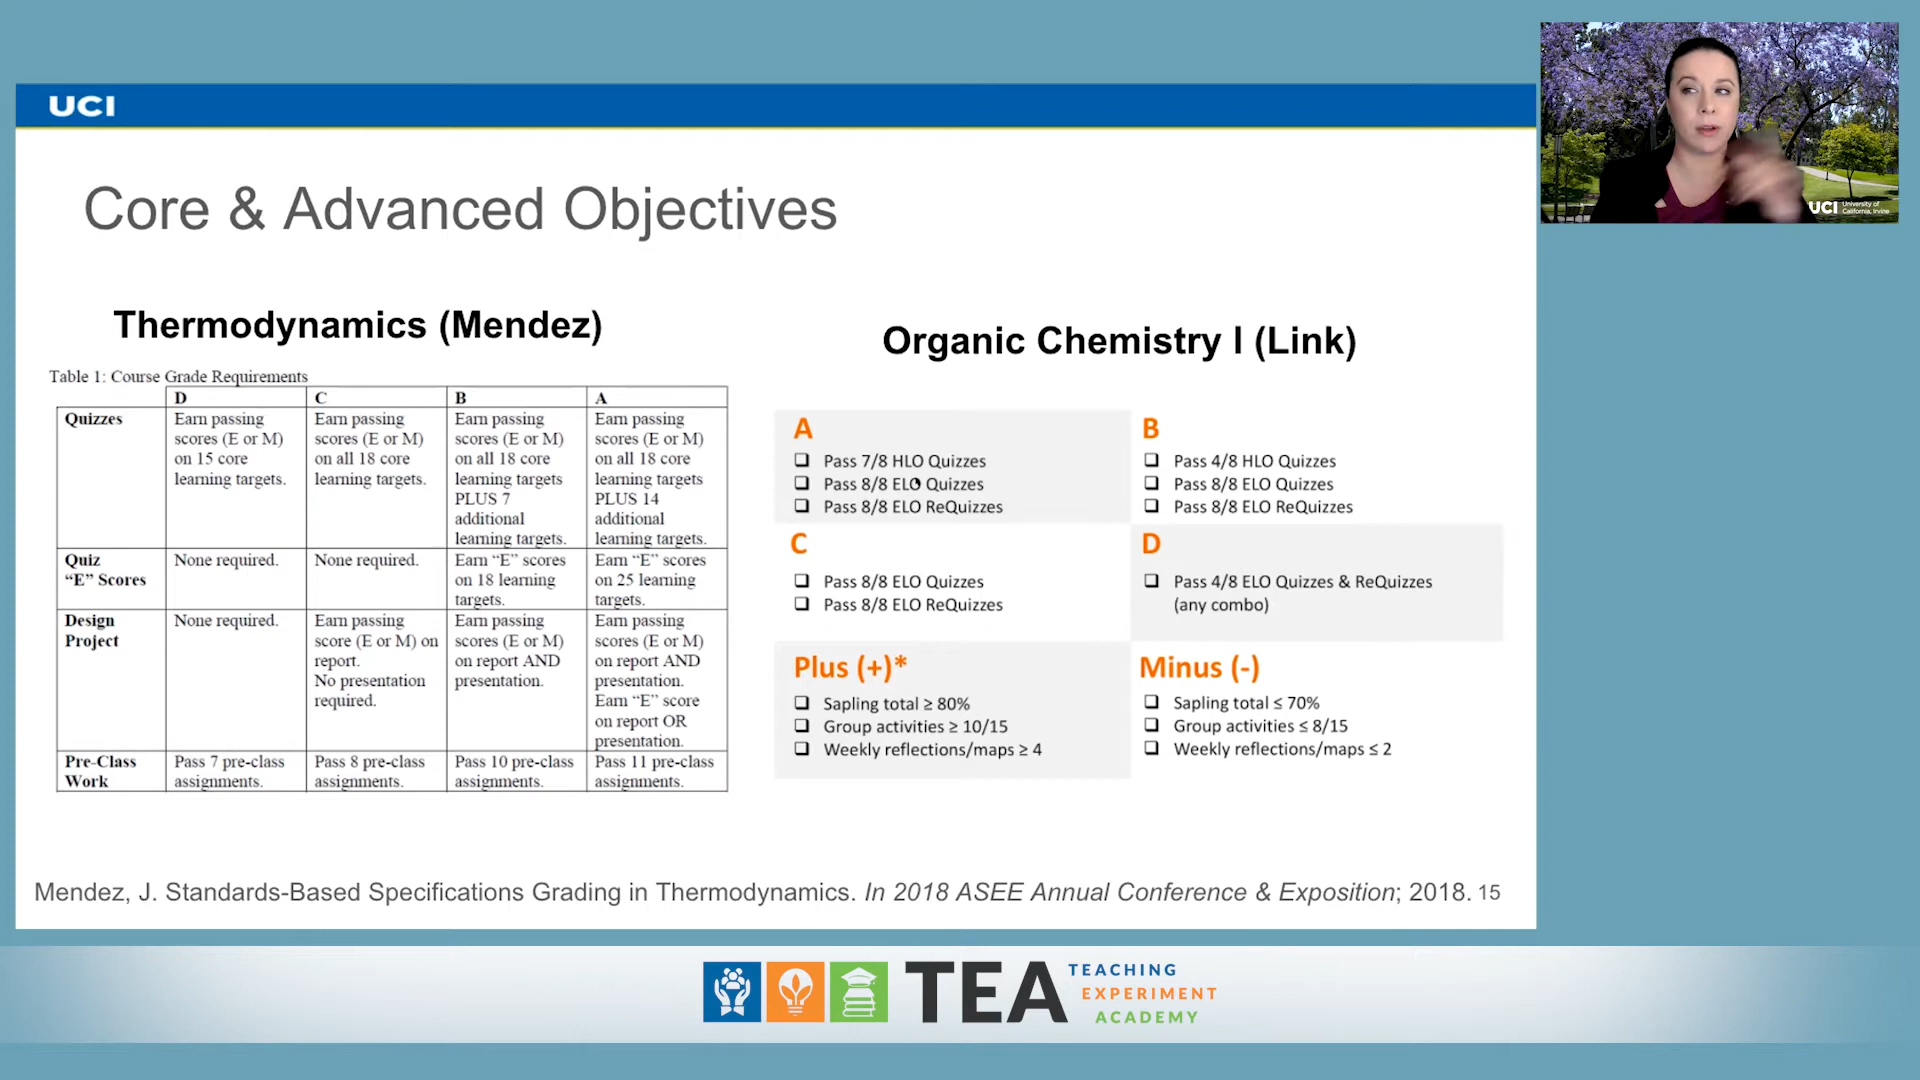 UCI
UCI University of
California, Irvine
Core & Advanced Objectives
Thermodynamics (Mendez)
Table 1: Course Grade Requirements
D C B A
Quizzes
Earn passing
scores (E or M)
on 15 core
learning targets.
Earn passing
scores (E or M)
on all 18 core
learning targets.
Earn passing
scores (E or M)
on all 18 core
learning targets
PLUS 7
additional
learning targets.
Earn passing
scores (E or M)
on all 18 core
learning targets
PLUS 14
additional
learning targets.
Quiz
“E” Scores
None required.
None required.
Earn “E” scores
on 18 learning
targets.
Earn “E” scores
on 25 learning
targets.
Design
Project
None required.
Earn passing
score (E or M) on
report.
No presentation
required.
Earn passing
scores (E or M)
on report AND
presentation.
Earn passing
scores (E or M)
on report AND
presentation.
Earn “E” score
on report OR
presentation.
Pre-Class
Work
Pass 7 pre-class
assignments.
Pass 8 pre-class
assignments.
Pass 10 pre-class
assignments.
Pass 11 pre-class
assignments.
Organic Chemistry I (Link)
A
Pass 7/8 HLO Quizzes
Pass 8/8 ELO Quizzes
Pass 8/8 ELO ReQuizzes
B
Pass 4/8 HLO Quizzes
Pass 8/8 ELO Quizzes
Pass 8/8 ELO ReQuizzes
C
Pass 8/8 ELO Quizzes
Pass 8/8 ELO ReQuizzes
D
Pass 4/8 ELO Quizzes & ReQuizzes
(any combo)
Plus (+)*
Sapling total ≥ 80%
Group activities ≥ 10/15
Weekly reflections/maps ≥ 4
Minus (-)
Sapling total ≤ 70%
Group activities ≤ 8/15
Weekly reflections/maps ≤ 2
Mendez, J. Standards-Based Specifications Grading in Thermodynamics. In 2018 ASEE Annual Conference & Exposition; 2018. 15
TEA
TEACHING
EXPERIMENT
ACADEMY